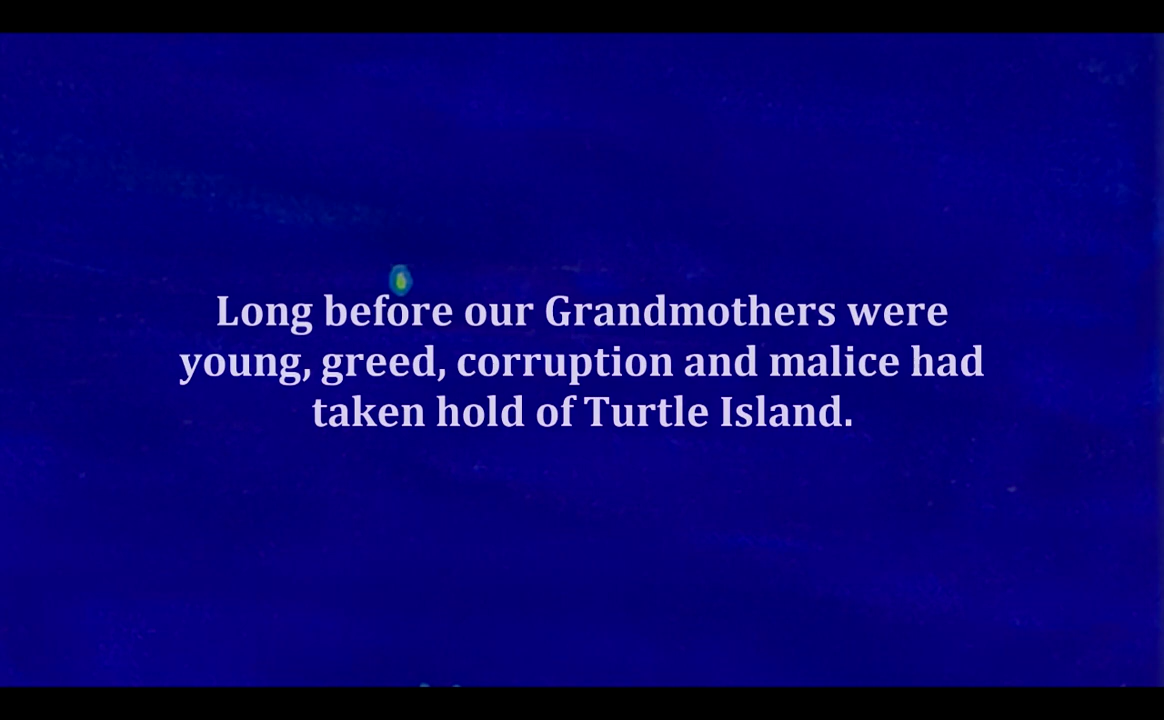 Long before our Grandmothers were
young, greed, corruption and malice had
taken hold of Turtle Island.